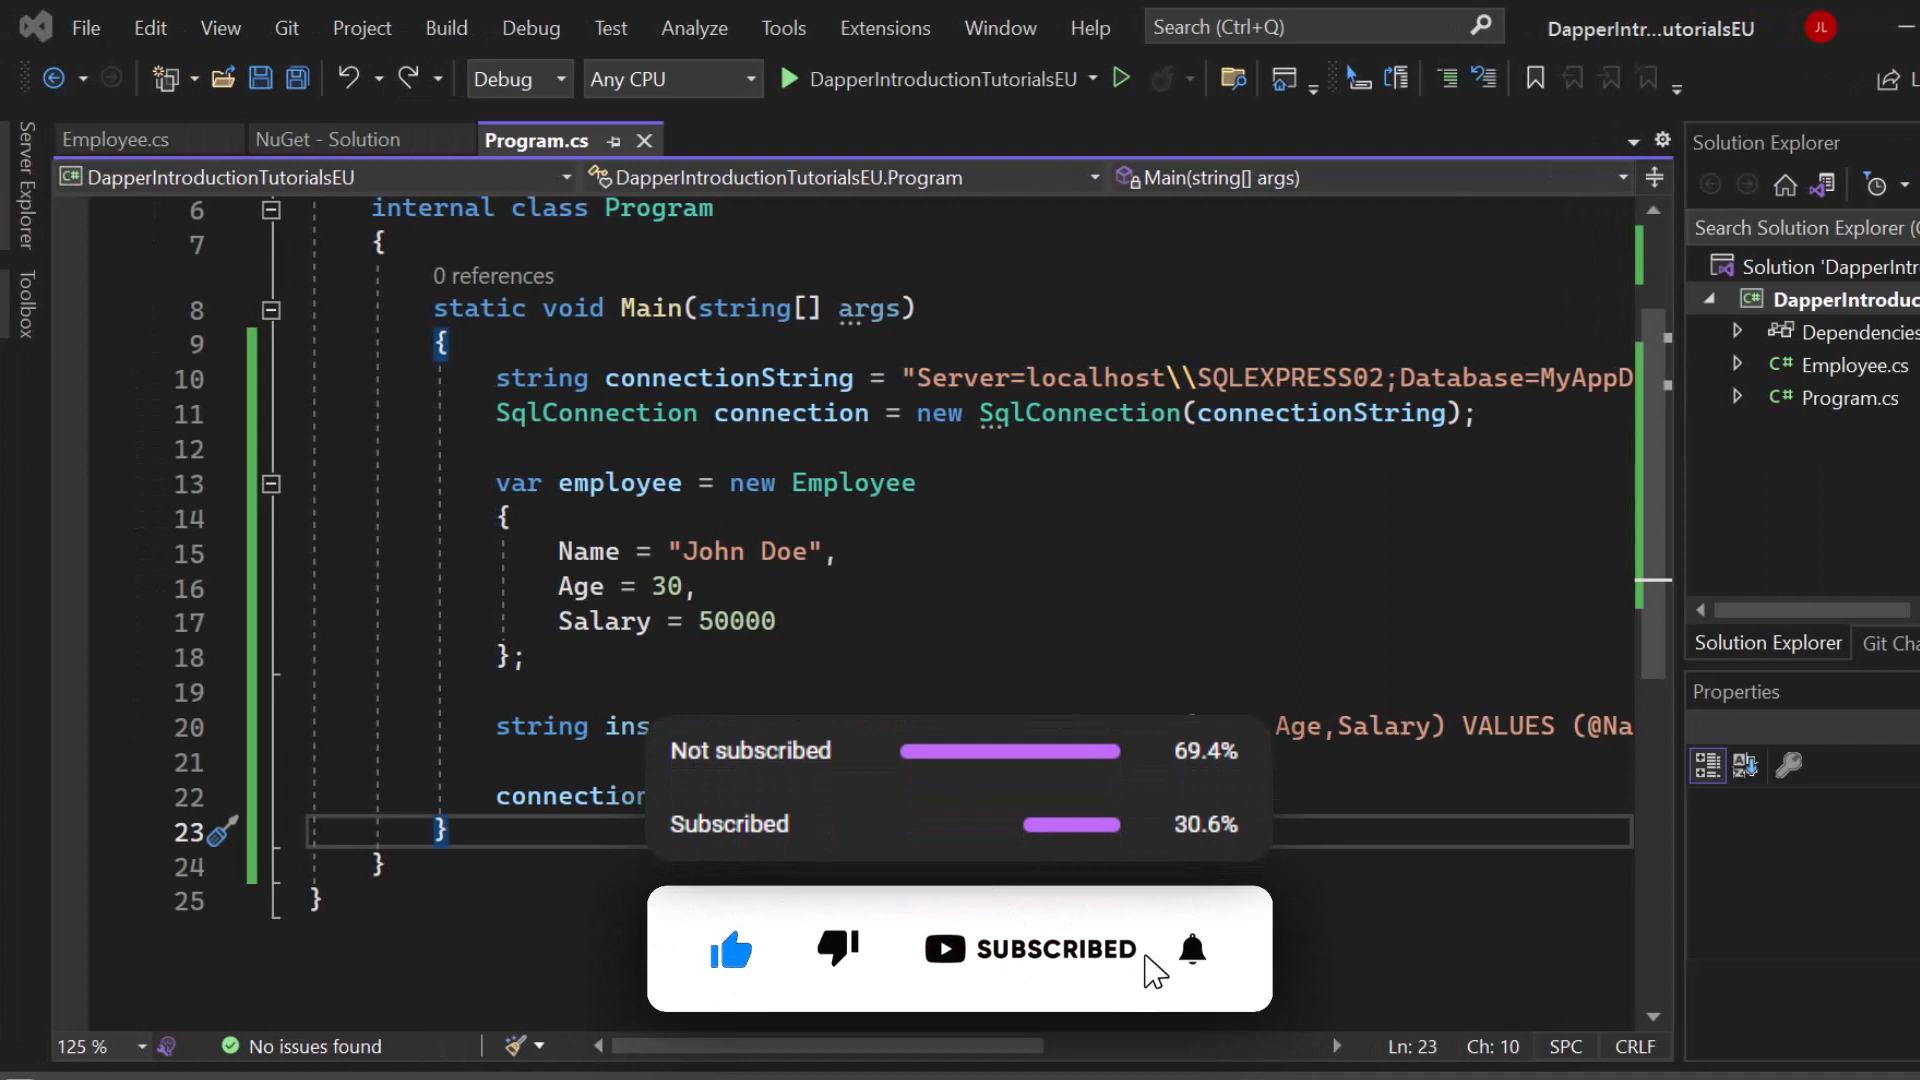 File Edit View Git Project Build Debug Test Analyze Tools Extensions Window Help Search (Ctrl+Q) DapperIntr...utorialsEU JL
Debug Any CPU DapperIntroductionTutorialsEU
Server Explorer
Toolbox
Employee.cs NuGet - Solution Program.cs
DapperIntroductionTutorialsEU DapperIntroductionTutorialsEU.Program Main(string[] args)
6 internal class Program
7 {
0 references
8 static void Main(string[] args)
9 {
10 string connectionString = "Server=localhost\\SQLEXPRESS02;Database=MyAppD
11 SqlConnection connection = new SqlConnection(connectionString);
12
13 var employee = new Employee
14 {
15 Name = "John Doe",
16 Age = 30,
17 Salary = 50000
18 };
19
20 string ins Age,Salary) VALUES (@Na
21
22 connection
23 }
24 }
25 }
Not subscribed 69.4%
Subscribed 30.6%
SUBSCRIBED
125 % No issues found Ln: 23 Ch: 10 SPC CRLF
Solution Explorer
Search Solution Explorer (
Solution 'DapperIntr
DapperIntroduc
Dependencies
C# Employee.cs
C# Program.cs
Solution Explorer Git Cha
Properties